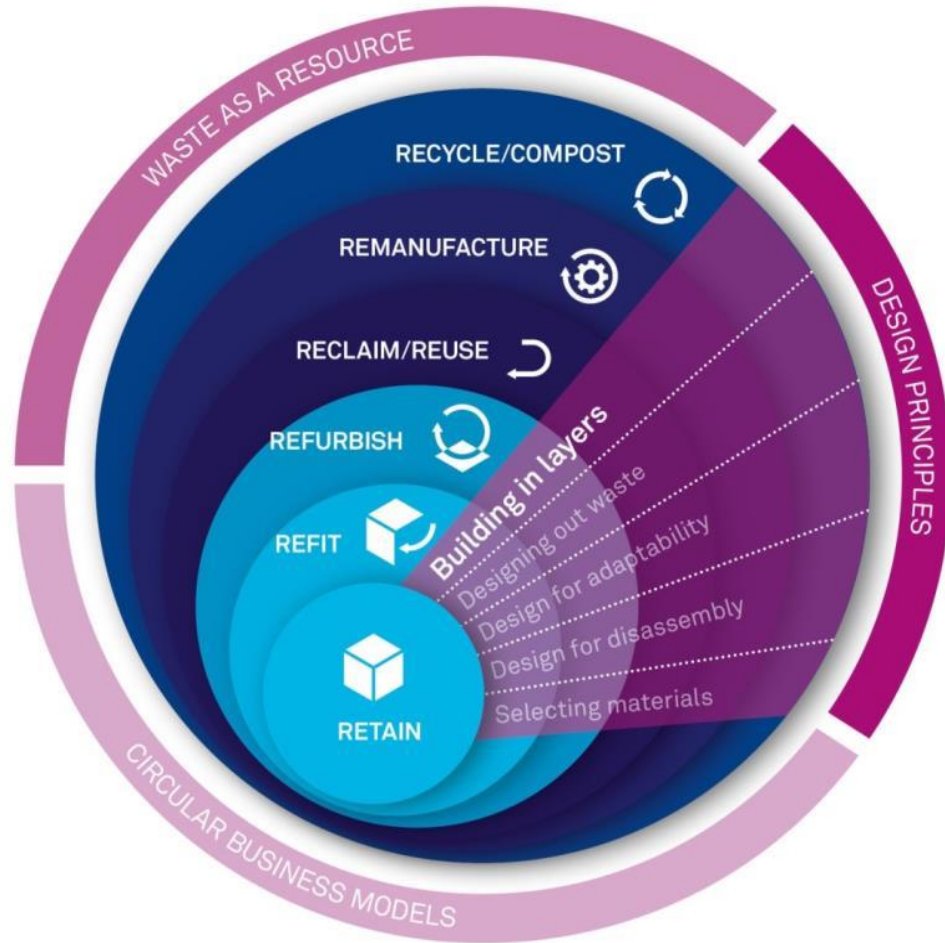 WASTE AS A RESOURCE
RECYCLE/COMPOST
REMANUFACTURE
RECLAIM/REUSE
REFURBISH
REFIT
RETAIN
Building in layers
Designing out waste
Design for adaptability
Design for disassembly
Selecting materials
DESIGN PRINCIPLES
CIRCULAR BUSINESS MODELS